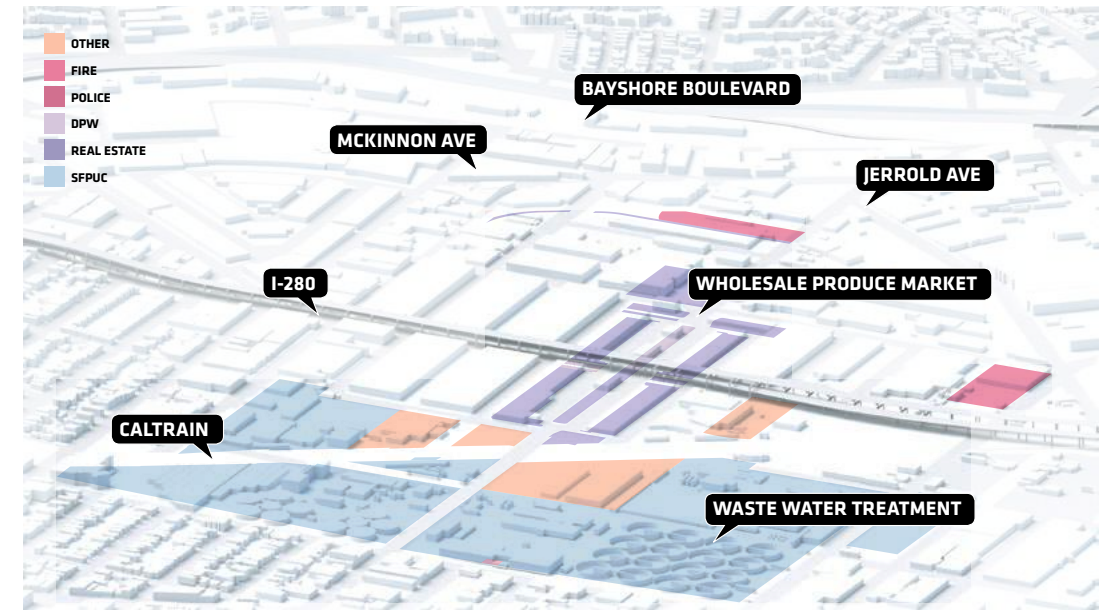 OTHER
FIRE
POLICE
DPW
REAL ESTATE
SFPUC
BAYSHORE BOULEVARD
MCKINNON AVE
JERROLD AVE
I-280
WHOLESALE PRODUCE MARKET
CALTRAIN
WASTE WATER TREATMENT